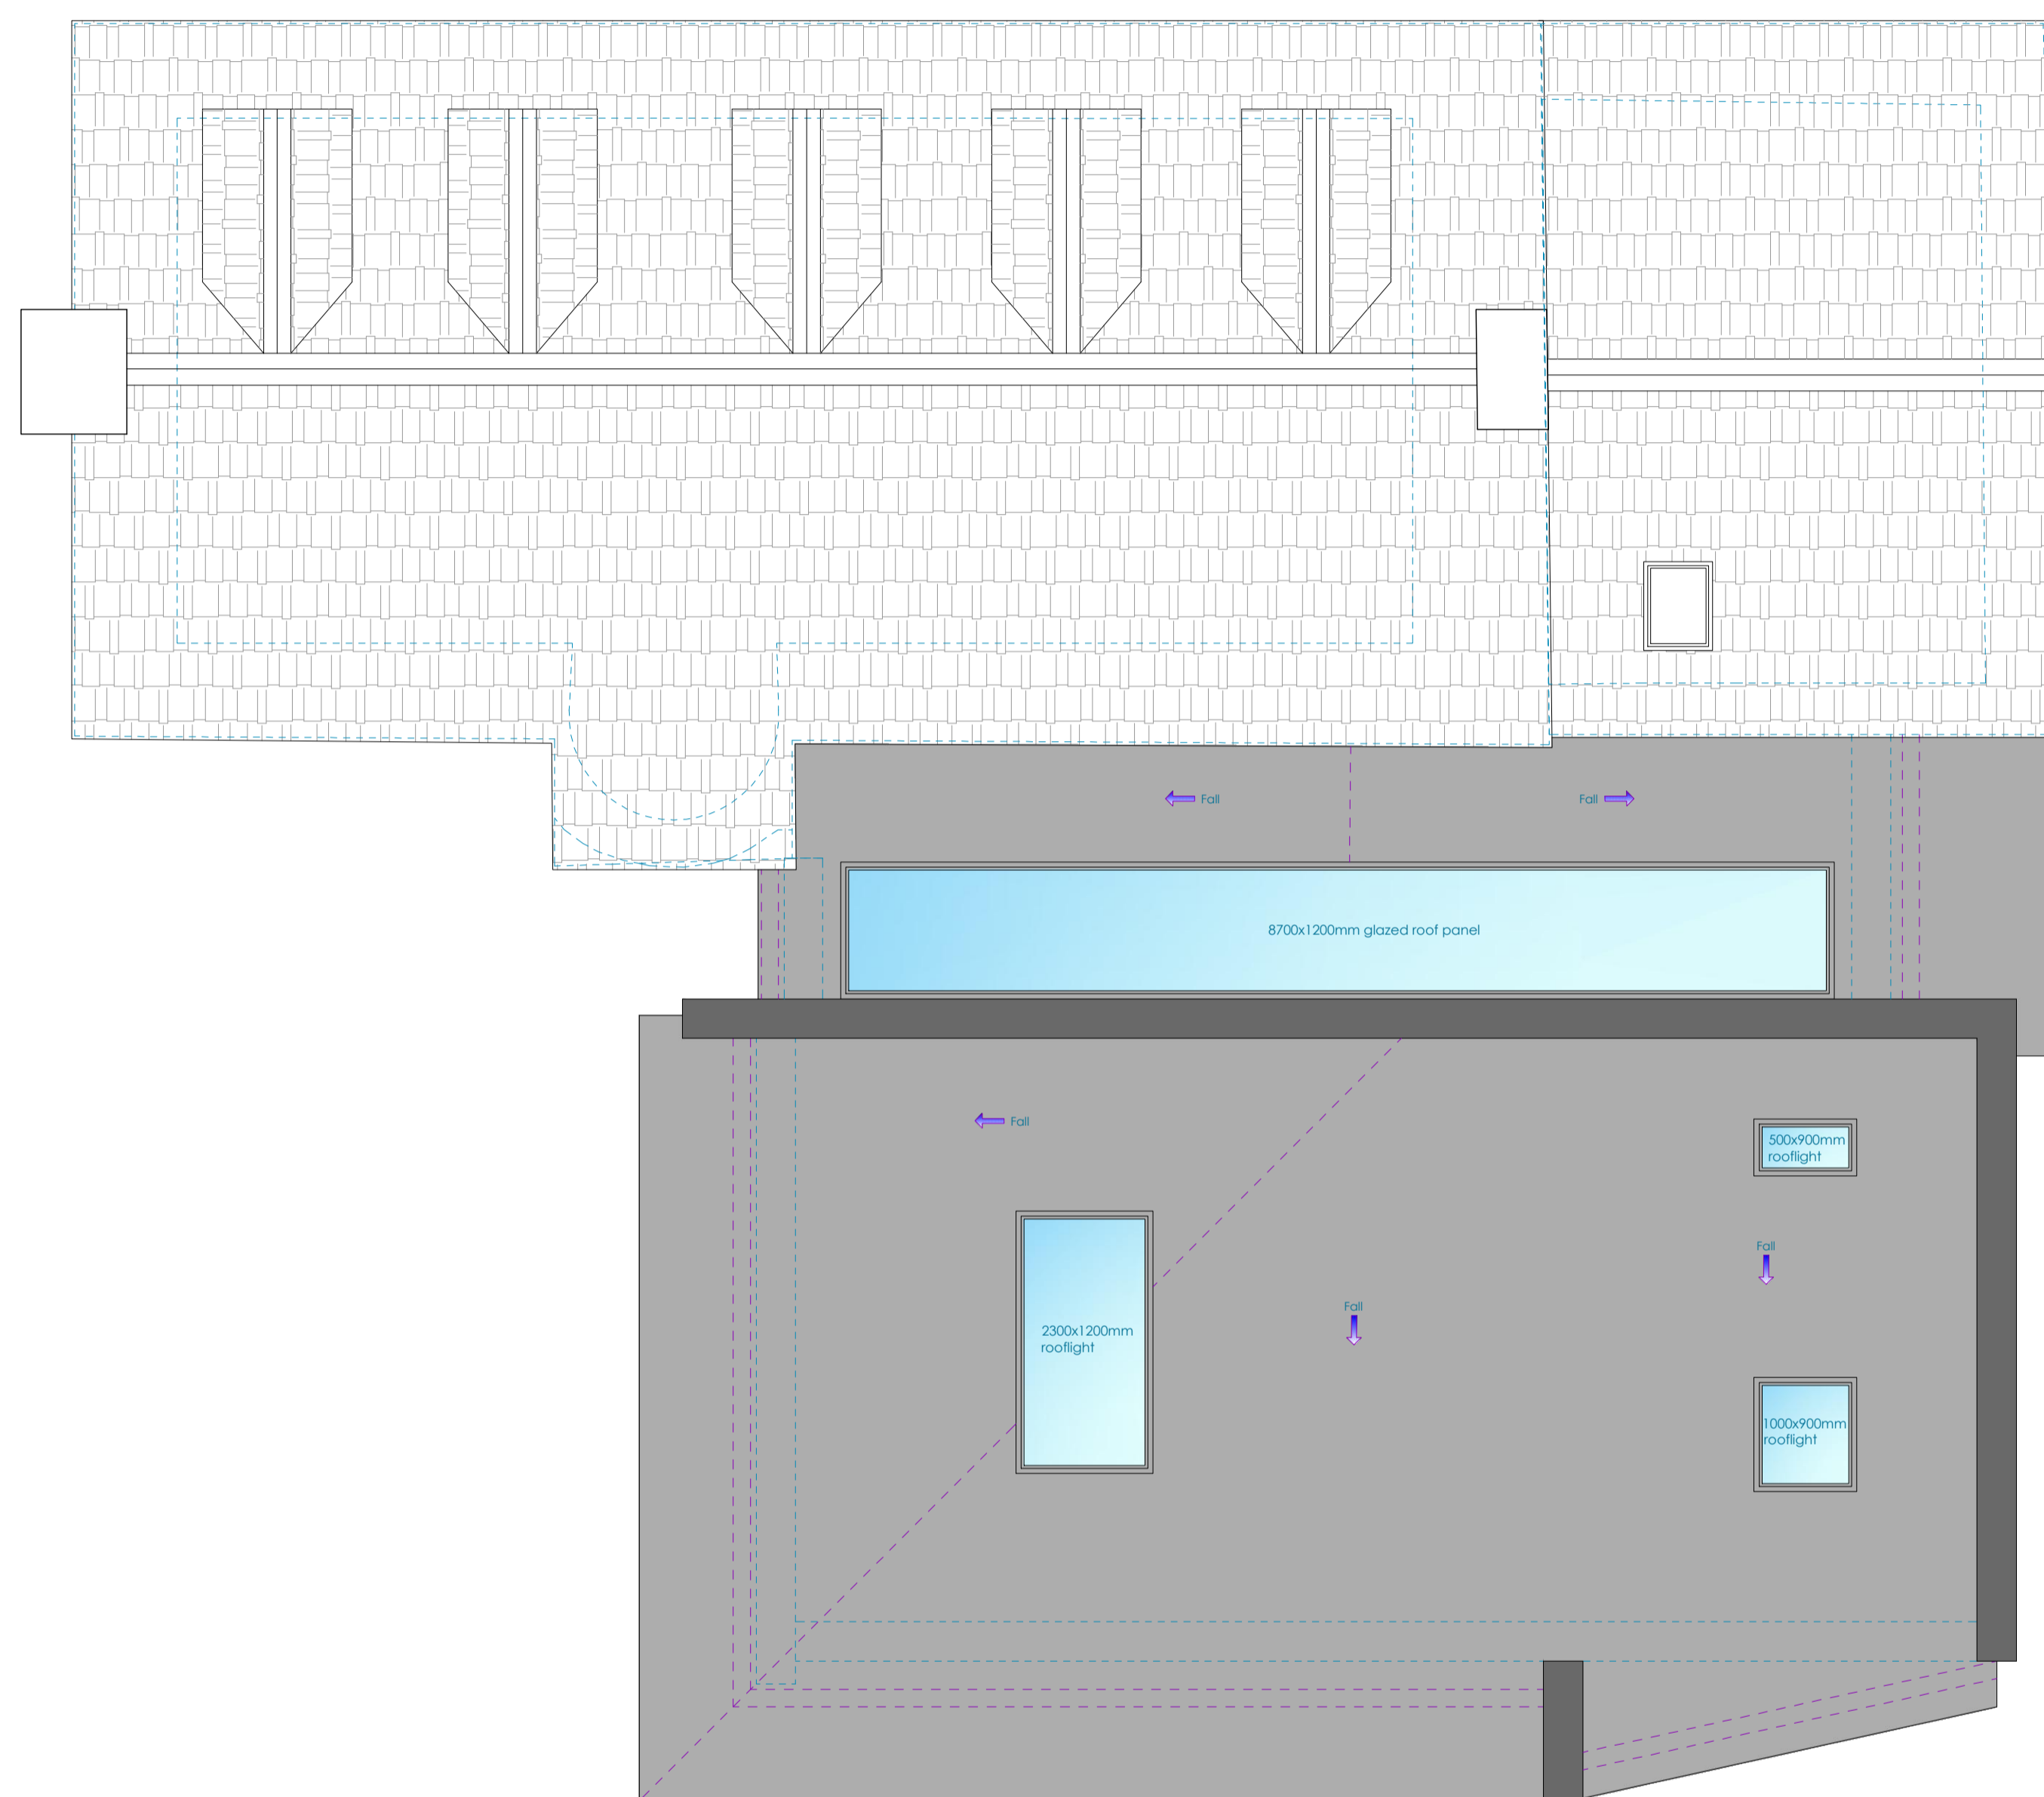 Fall
Fall
8700x1200mm glazed roof panel
Fall
500x900mm
rooflight
Fall
Fall
2300x1200mm
rooflight
1000x900mm
rooflight